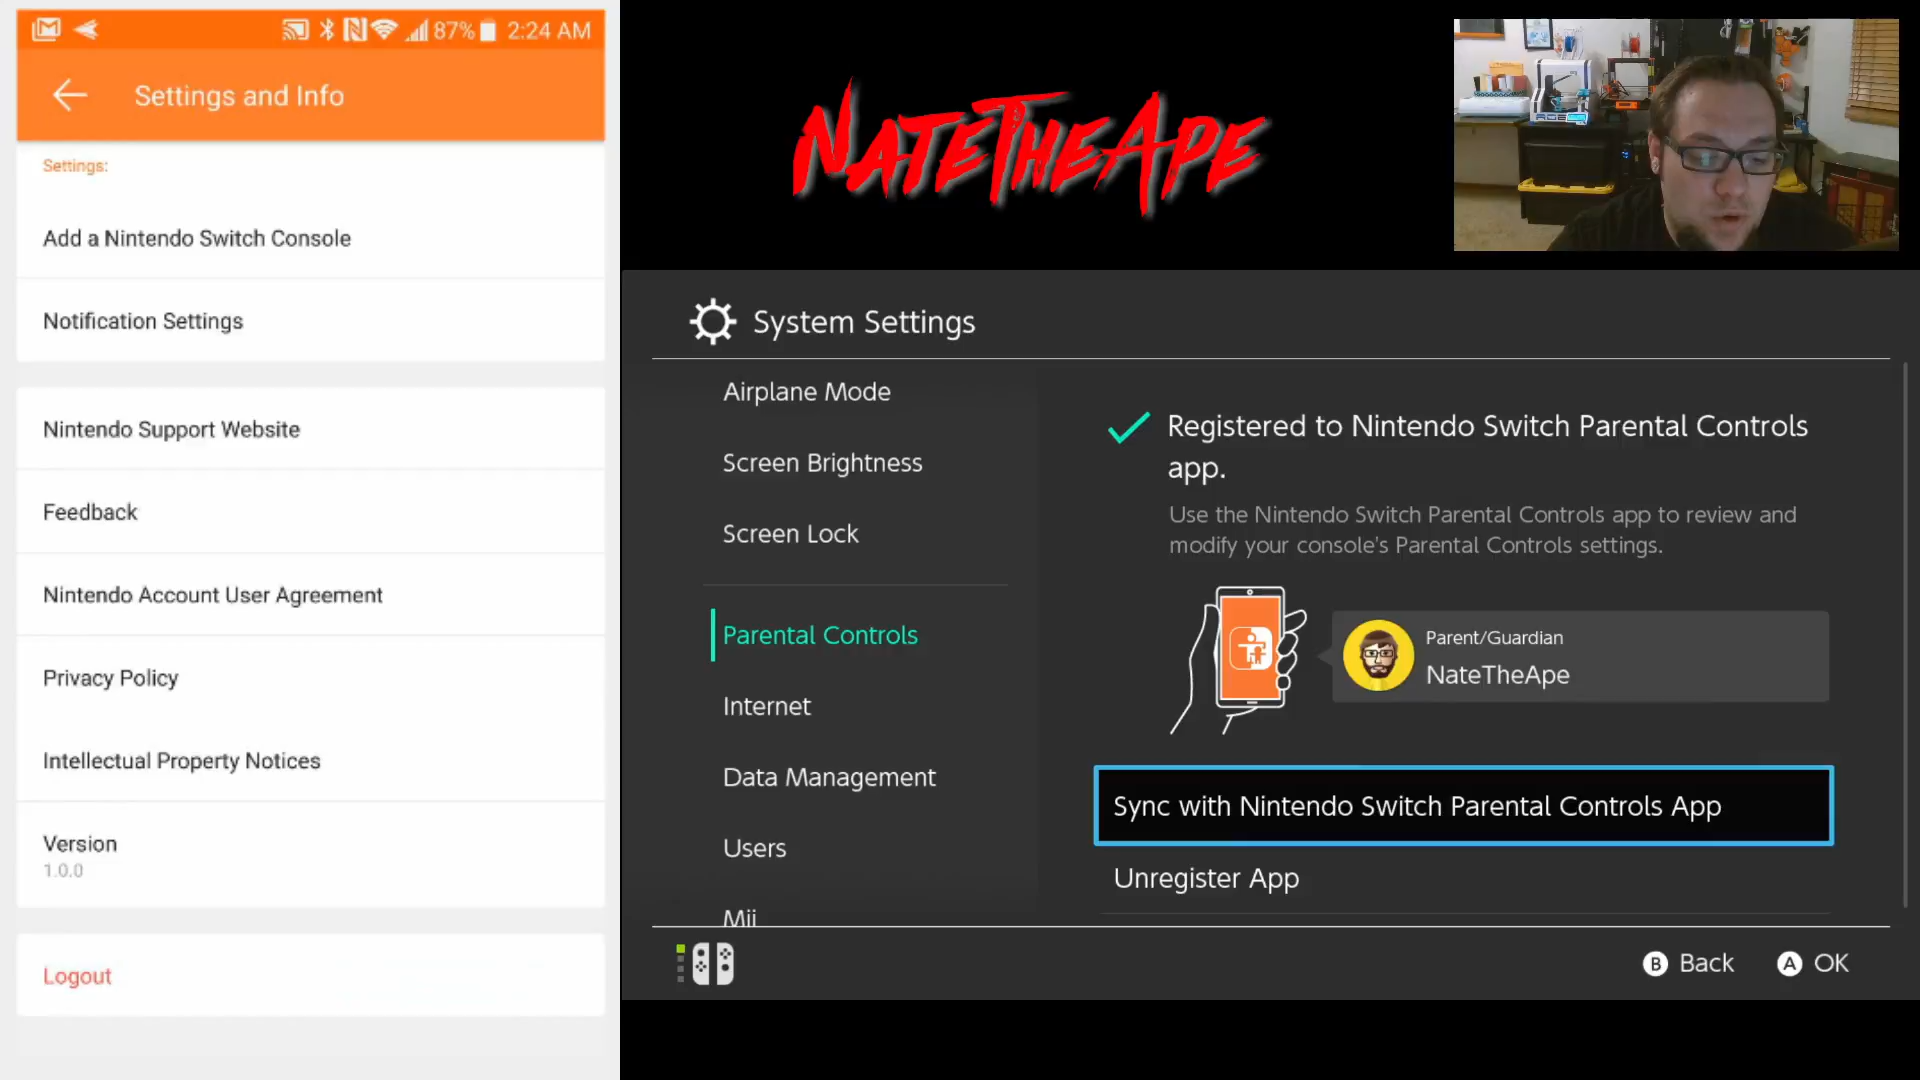 87% 2:24 AM
Settings and Info
Settings:
Add a Nintendo Switch Console
Notification Settings
Nintendo Support Website
Feedback
Nintendo Account User Agreement
Privacy Policy
Intellectual Property Notices
Version
1.0.0
Logout
NateTheApe
System Settings
Airplane Mode
Screen Brightness
Screen Lock
Parental Controls
Internet
Data Management
Users
Mii
Registered to Nintendo Switch Parental Controls
app.
Use the Nintendo Switch Parental Controls app to review and
modify your console's Parental Controls settings.
Parent/Guardian
NateTheApe
Sync with Nintendo Switch Parental Controls App
Unregister App
B Back A OK